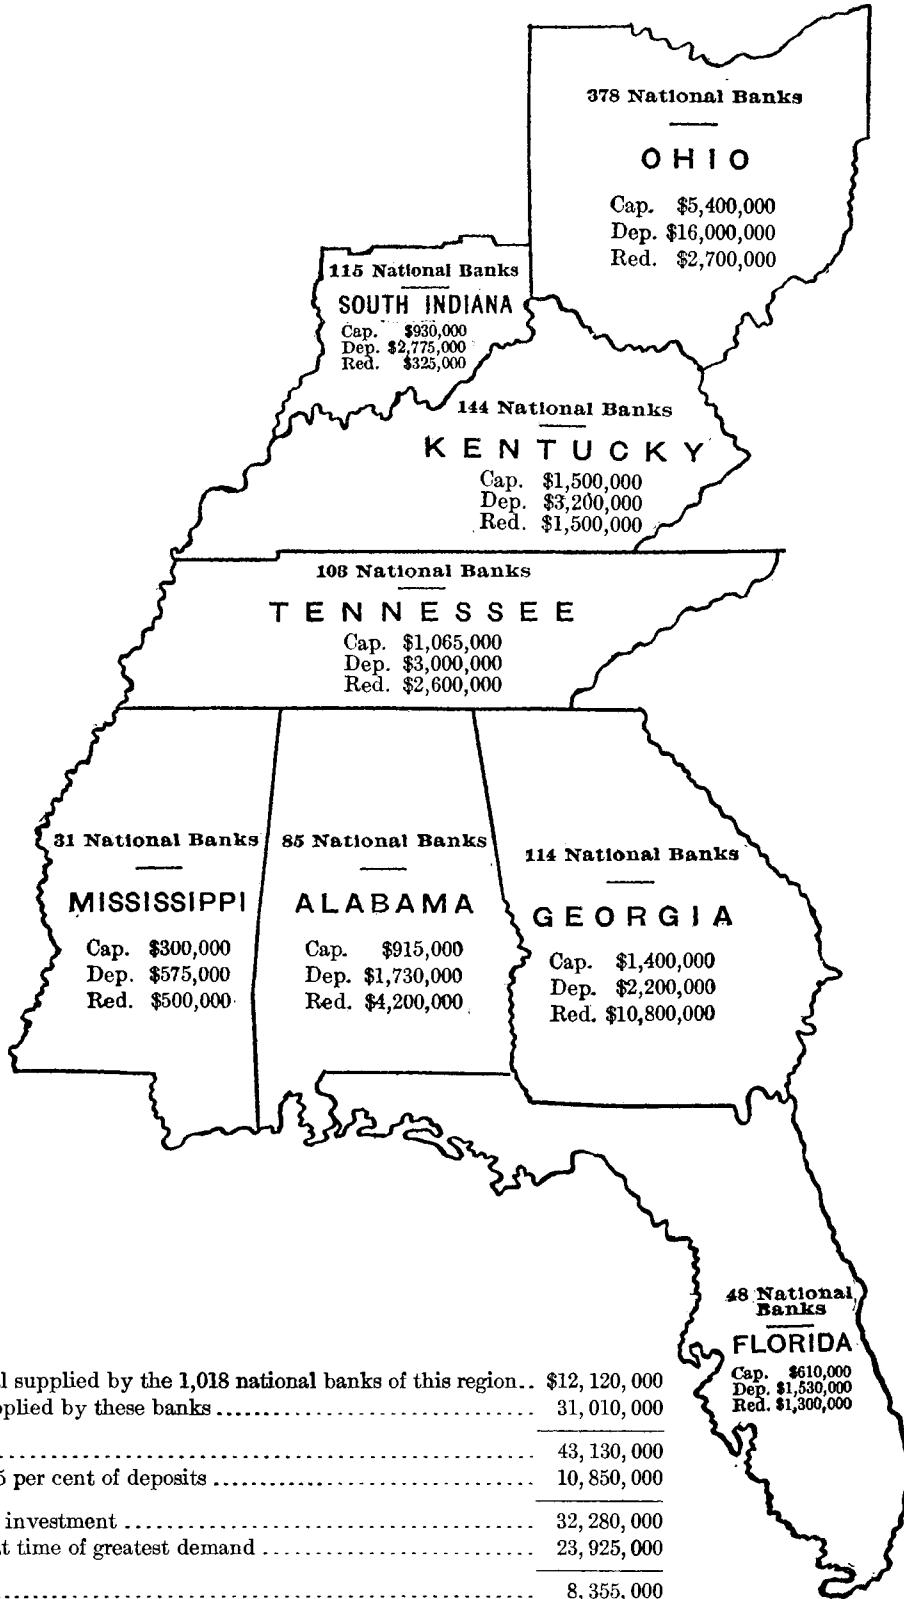 378 National Banks
OHIO
Cap. $5,400,000
Dep. $16,000,000
Red. $2,700,000
115 National Banks
SOUTH INDIANA
Cap. $930,000
Dep. $2,775,000
Red. $325,000
144 National Banks
KENTUCKY
Cap. $1,500,000
Dep. $3,200,000
Red. $1,500,000
103 National Banks
TENNESSEE
Cap. $1,065,000
Dep. $3,000,000
Red. $2,600,000
31 National Banks
MISSISSIPPI
Cap. $300,000
Dep. $575,000
Red. $500,000
85 National Banks
ALABAMA
Cap. $915,000
Dep. $1,730,000
Red. $4,200,000
114 National Banks
GEORGIA
Cap. $1,400,000
Dep. $2,200,000
Red. $10,800,000
48 National
Banks
FLORIDA
Cap. $610,000
Dep. $1,530,000
Red. $1,300,000
l supplied by the 1,018 national banks of this region.. $12,120,000
pplied by these banks 31,010,000
43,130,000
5 per cent of deposits 10,850,000
investment 32,280,000
t time of greatest demand 23,925,000
8,355,000